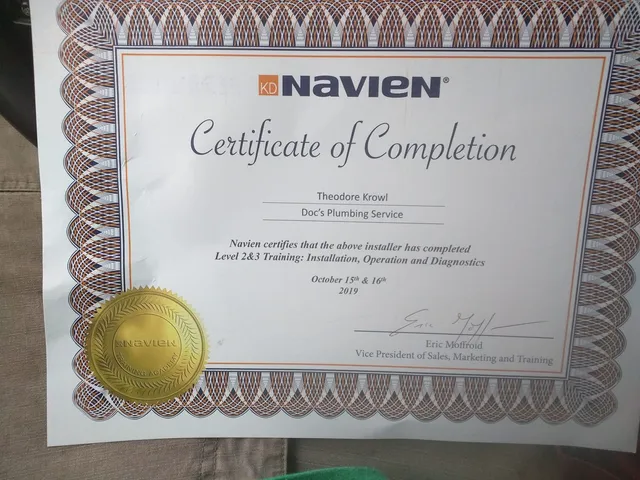 KD NAVIEN®
Certificate of Completion
Theodore Krowl
Doc's Plumbing Service
Navien certifies that the above installer has completed
Level 2&3 Training: Installation, Operation and Diagnostics
October 15th & 16th
2019
Eric Moffroid
Vice President of Sales, Marketing and Training
NAVIEN